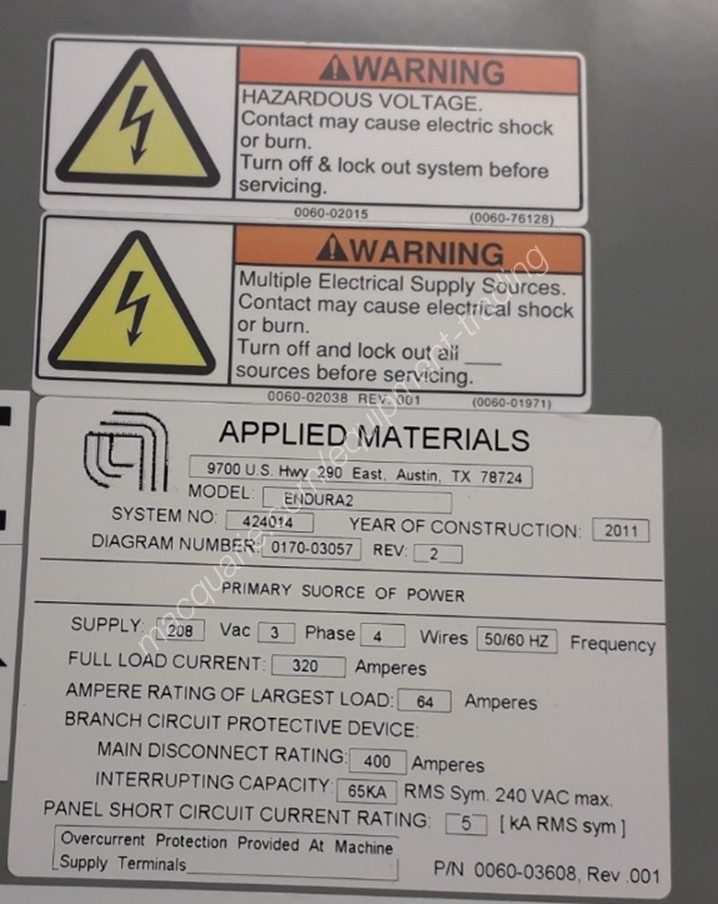 WARNING
HAZARDOUS VOLTAGE.
Contact may cause electric shock
or burn.
Turn off & lock out system before
servicing.
0060-02015 (0060-76128)
WARNING
Multiple Electrical Supply Sources.
Contact may cause electrical shock
or burn.
Turn off and lock out all ___
sources before servicing.
0060-02038 REV. 001 (0060-01971)
APPLIED MATERIALS
9700 U.S. Hwy 290 East, Austin, TX 78724
MODEL: ENDURA2
SYSTEM NO: 424014 YEAR OF CONSTRUCTION: 2011
DIAGRAM NUMBER: 0170-03057 REV: 2
PRIMARY SUORCE OF POWER
SUPPLY: 208 Vac 3 Phase 4 Wires 50/60 HZ Frequency
FULL LOAD CURRENT: 320 Amperes
AMPERE RATING OF LARGEST LOAD: 64 Amperes
BRANCH CIRCUIT PROTECTIVE DEVICE:
MAIN DISCONNECT RATING: 400 Amperes
INTERRUPTING CAPACITY: 65KA RMS Sym. 240 VAC max.
PANEL SHORT CIRCUIT CURRENT RATING: 5 [ kA RMS sym ]
Overcurrent Protection Provided At Machine
Supply Terminals
P/N 0060-03608, Rev .001
macquarie.com/equipment-trading